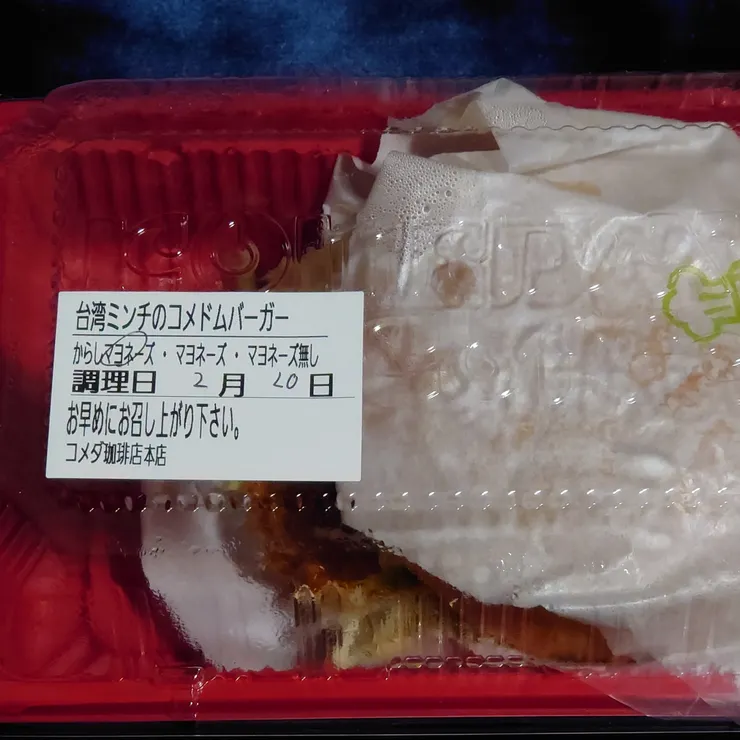 台湾ミンチのコメドムバーガー
からしマヨネーズ・マヨネーズ・マヨネーズ無し
調理日 2月 20日
お早めにお召し上がり下さい。
コメダ珈琲店本店